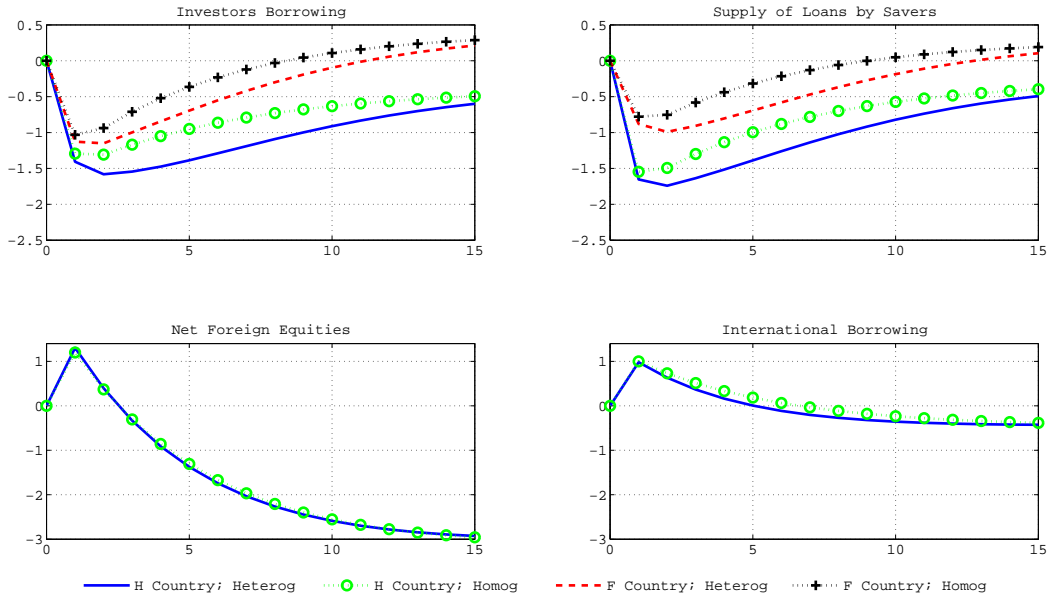 Investors Borrowing
0.5
0
−0.5
−1
−1.5
−2
−2.5
0 5 10 15
Supply of Loans by Savers
0.5
0
−0.5
−1
−1.5
−2
−2.5
0 5 10 15
Net Foreign Equities
1
0
−1
−2
−3
0 5 10 15
International Borrowing
1
0
−1
−2
−3
0 5 10 15
H Country; Heterog H Country; Homog F Country; Heterog F Country; Homog